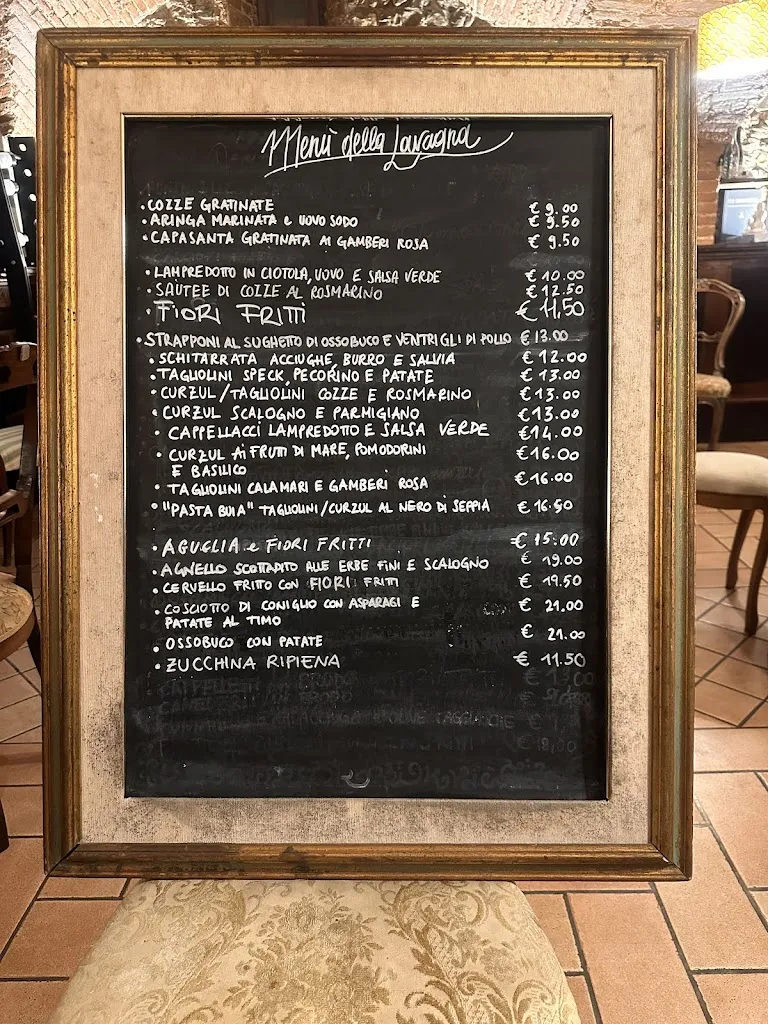 Menù della Lavagna
• COZZE GRATINATE € 9.00
• ARINGA MARINATA e UOVO SODO € 9.50
• CAPASANTA GRATINATA AI GAMBERI ROSA € 9.50
• LAMPREDOTTO IN CIOTOLA, UOVO E SALSA VERDE € 10.00
• SAUTEE DI COZZE AL ROSMARINO € 12.50
• FIORI FRITTI € 11,50
• STRAPPONI AL SUGHETTO DI OSSOBUCO E VENTRIGLI DI POLLO € 13.00
• SCHITARRATA ACCIUGHE, BURRO E SALVIA € 12.00
• TAGLIOLINI SPECK, PECORINO E PATATE € 13.00
• CURZUL/TAGLIOLINI COZZE E ROSMARINO € 13.00
• CURZUL SCALOGNO E PARMIGIANO € 13.00
• CAPPELLACCI LAMPREDOTTO E SALSA VERDE € 14.00
• CURZUL AI FRUTTI DI MARE, POMODORINI € 16.00
E BASILICO
• TAGLIOLINI CALAMARI E GAMBERI ROSA € 16.00
• "PASTA BUIA" TAGLIOLINI/CURZUL AL NERO DI SEPPIA € 16.50
• AGUGLIA e FIORI FRITTI € 15.00
• AGNELLO SCOTTADITO ALLE ERBE FINI E SCALOGNO € 19.00
• CERVELLO FRITTO CON FIORI FRITTI € 19.50
• COSCIOTTO DI CONIGLIO CON ASPARAGI E € 21.00
PATATE AL TIMO
• OSSOBUCO CON PATATE € 21.00
• ZUCCHINA RIPIENA € 11.50